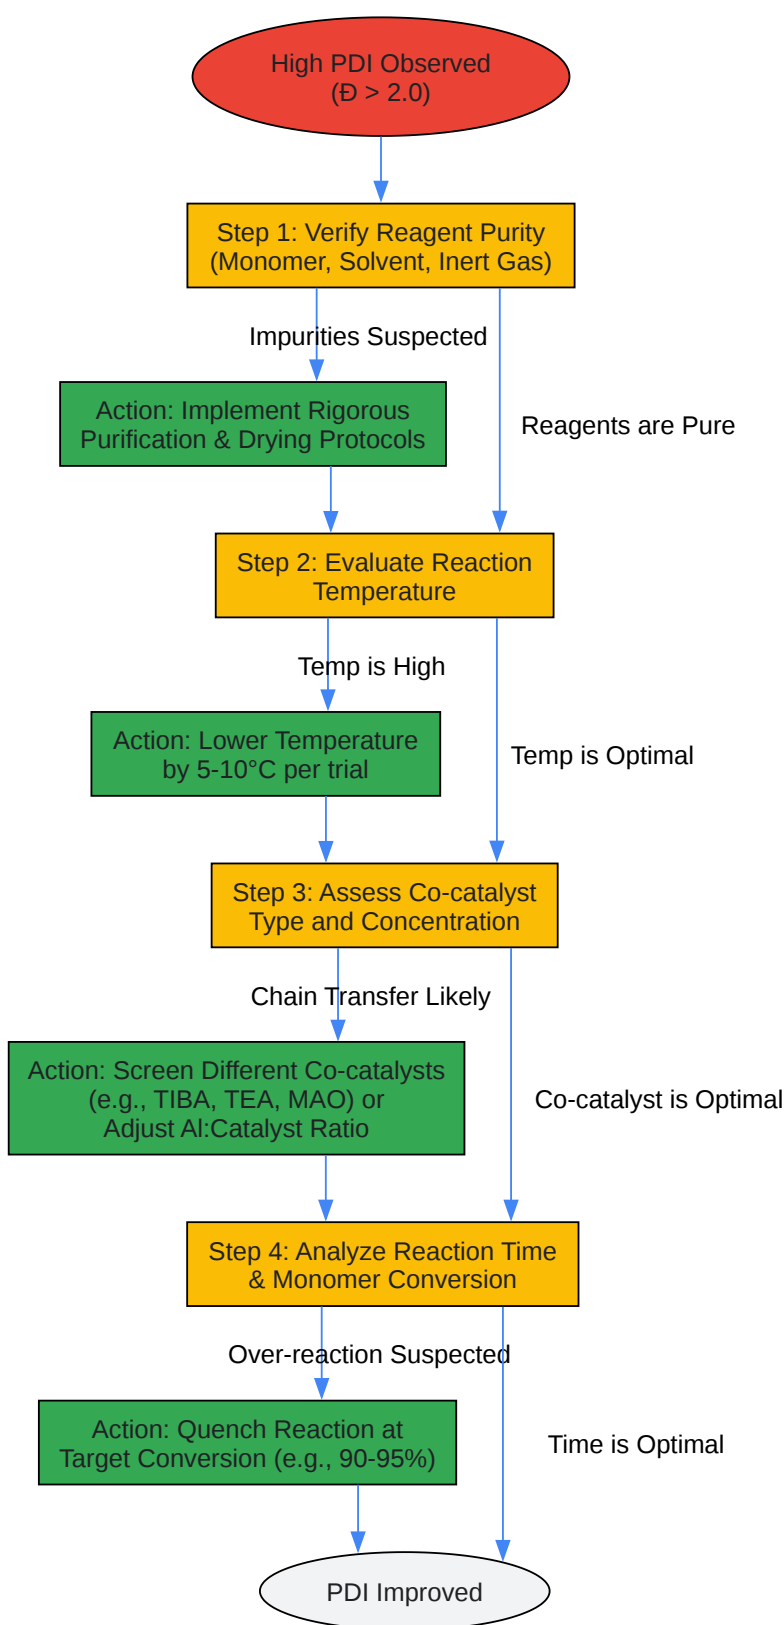 High PDI Observed
(Đ > 2.0)
Step 1: Verify Reagent Purity
(Monomer, Solvent, Inert Gas)
Impurities Suspected
Action: Implement Rigorous
Purification & Drying Protocols
Reagents are Pure
Step 2: Evaluate Reaction
Temperature
Temp is High
Action: Lower Temperature
by 5-10°C per trial
Temp is Optimal
Step 3: Assess Co-catalyst
Type and Concentration
Chain Transfer Likely
Action: Screen Different Co-catalysts
(e.g., TIBA, TEA, MAO) or
Adjust Al:Catalyst Ratio
Co-catalyst is Optimal
Step 4: Analyze Reaction Time
& Monomer Conversion
Over-reaction Suspected
Action: Quench Reaction at
Target Conversion (e.g., 90-95%)
Time is Optimal
PDI Improved